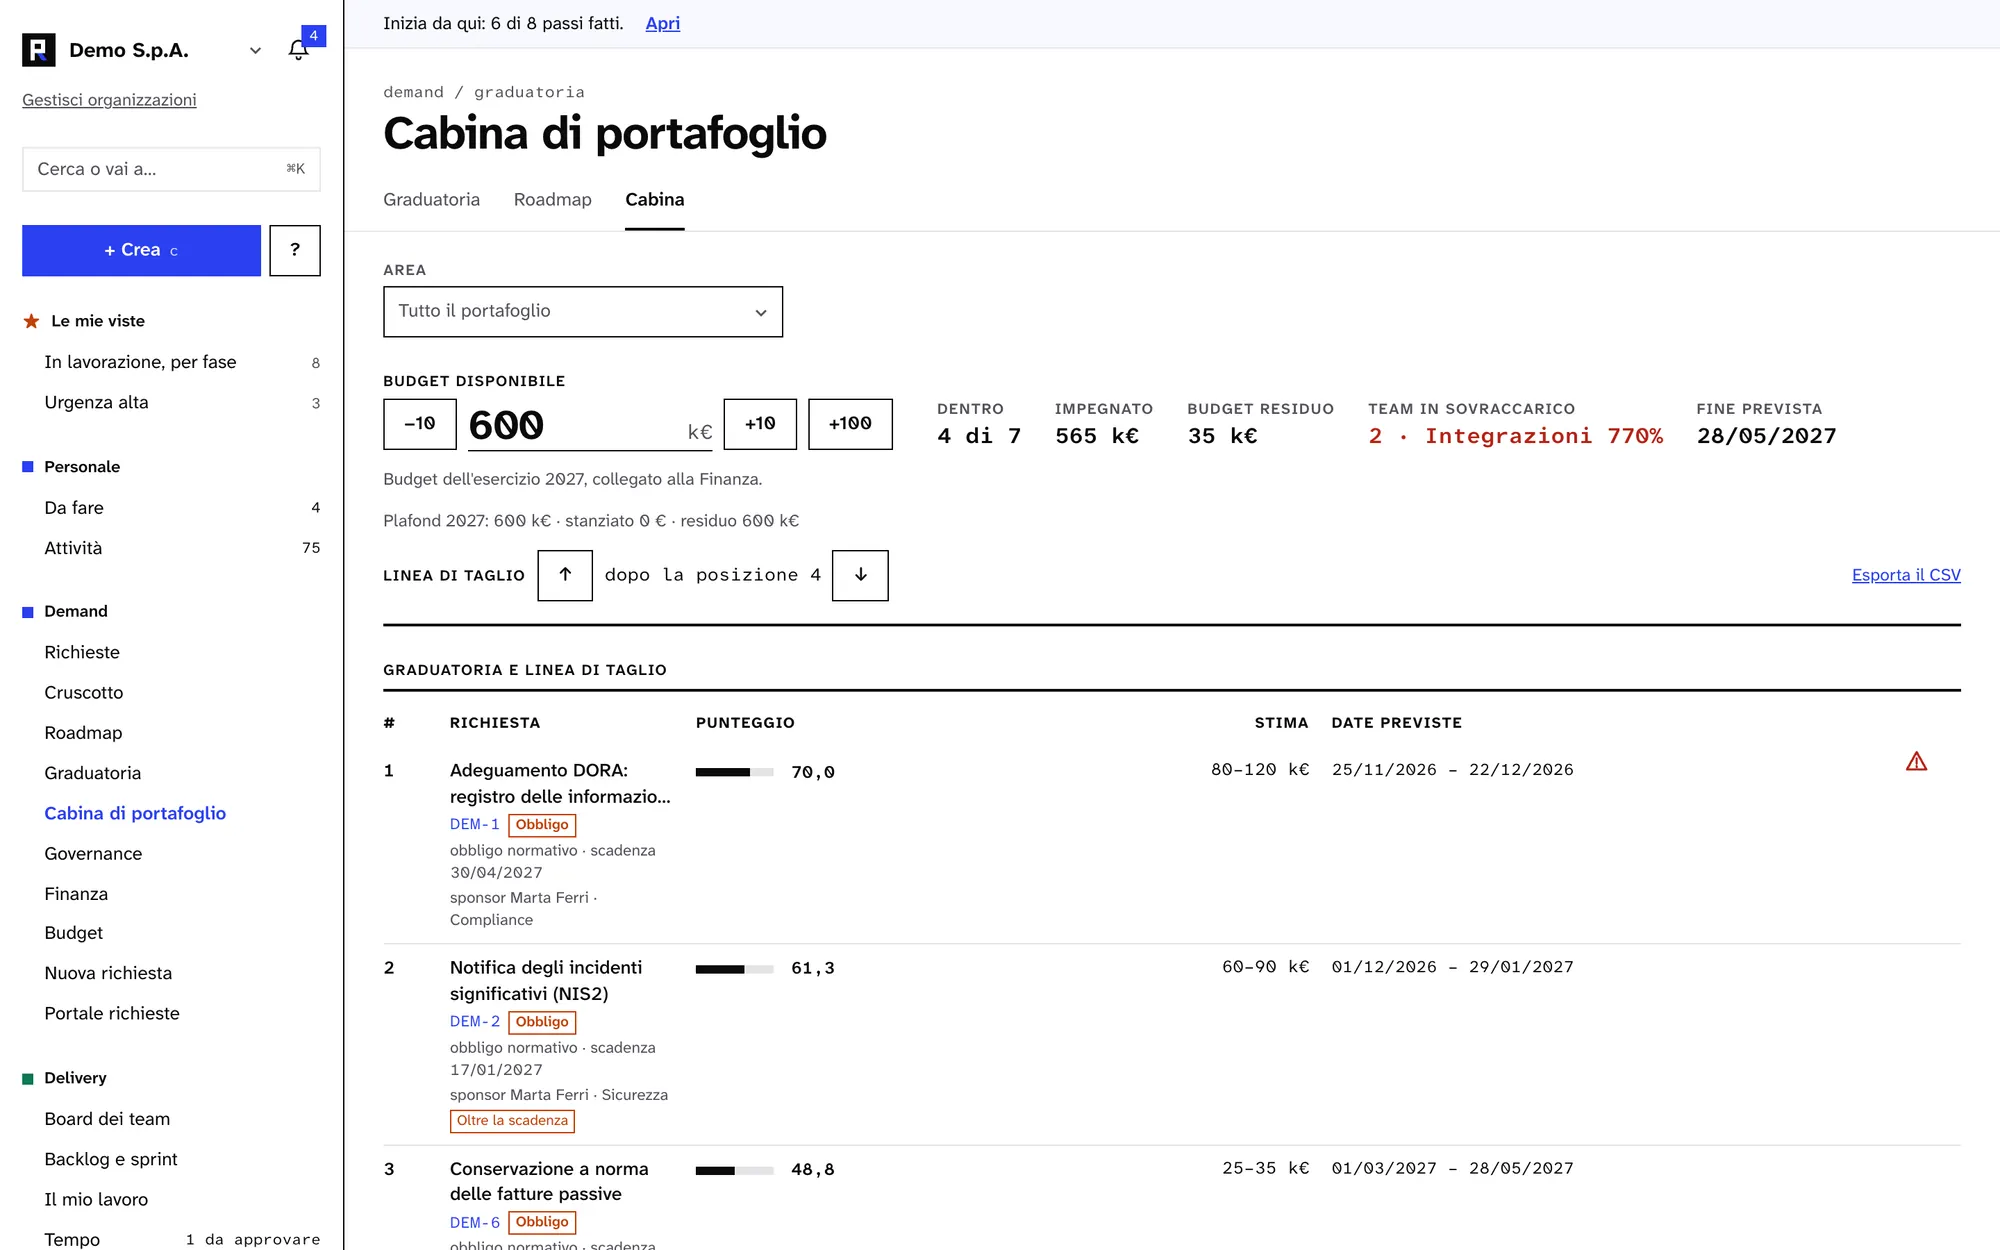 Demo S.p.A.
4
Gestisci organizzazioni
Cerca o vai a... ⌘K
+ Crea c
?
Le mie viste
In lavorazione, per fase 8
Urgenza alta 3
Personale
Da fare 4
Attività 75
Demand
Richieste
Cruscotto
Roadmap
Graduatoria
Cabina di portafoglio
Governance
Finanza
Budget
Nuova richiesta
Portale richieste
Delivery
Board dei team
Backlog e sprint
Il mio lavoro
Tempo 1 da approvare
Inizia da qui: 6 di 8 passi fatti. Apri
demand / graduatoria
Cabina di portafoglio
Graduatoria Roadmap Cabina
AREA
Tutto il portafoglio
BUDGET DISPONIBILE
−10 600 k€ +10 +100
DENTRO
4 di 7
IMPEGNATO
565 k€
BUDGET RESIDUO
35 k€
TEAM IN SOVRACCARICO
2 · Integrazioni 770%
FINE PREVISTA
28/05/2027
Budget dell'esercizio 2027, collegato alla Finanza.
Plafond 2027: 600 k€ · stanziato 0 € · residuo 600 k€
LINEA DI TAGLIO ↑ dopo la posizione 4 ↓
Esporta il CSV
GRADUATORIA E LINEA DI TAGLIO
# RICHIESTA PUNTEGGIO STIMA DATE PREVISTE
1 Adeguamento DORA: 70,0 80–120 k€ 25/11/2026 – 22/12/2026
registro delle informazio...
DEM-1 Obbligo
obbligo normativo · scadenza
30/04/2027
sponsor Marta Ferri ·
Compliance
2 Notifica degli incidenti 61,3 60–90 k€ 01/12/2026 – 29/01/2027
significativi (NIS2)
DEM-2 Obbligo
obbligo normativo · scadenza
17/01/2027
sponsor Marta Ferri · Sicurezza
Oltre la scadenza
3 Conservazione a norma 48,8 25–35 k€ 01/03/2027 – 28/05/2027
delle fatture passive
DEM-6 Obbligo
obbligo normativo · scadenza